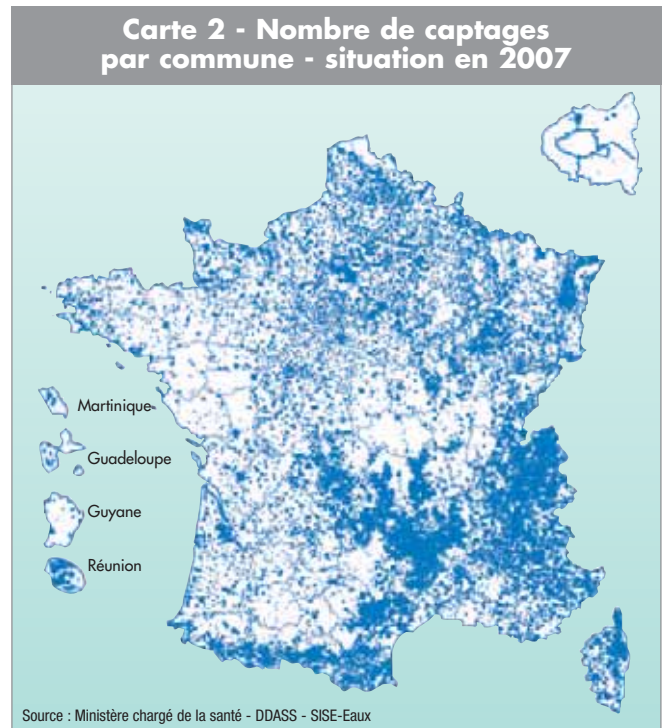 Carte 2 - Nombre de captages
par commune - situation en 2007
Martinique
Guadeloupe
Guyane
Réunion
Source : Ministère chargé de la santé - DDASS - SISE-Eaux